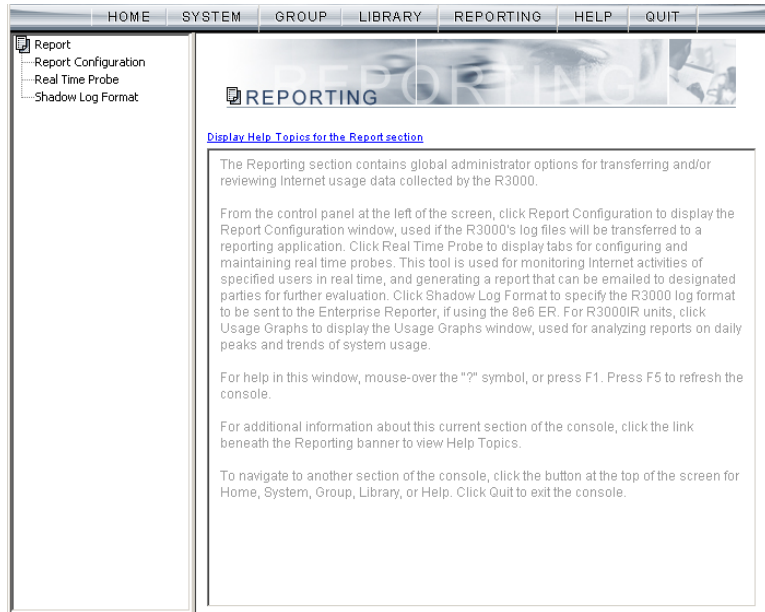 HOME SYSTEM GROUP LIBRARY REPORTING HELP QUIT
Report
Report Configuration
Real Time Probe
Shadow Log Format
REPORTING
REPORTING
Display Help Topics for the Report section
The Reporting section contains global administrator options for transferring and/or
reviewing Internet usage data collected by the R3000.
From the control panel at the left of the screen, click Report Configuration to display the
Report Configuration window, used if the R3000's log files will be transferred to a
reporting application. Click Real Time Probe to display tabs for configuring and
maintaining real time probes. This tool is used for monitoring Internet activities of
specified users in real time, and generating a report that can be emailed to designated
parties for further evaluation. Click Shadow Log Format to specify the R3000 log format
to be sent to the Enterprise Reporter, if using the 8e6 ER. For R3000IR units, click
Usage Graphs to display the Usage Graphs window, used for analyzing reports on daily
peaks and trends of system usage.
For help in this window, mouse-over the "?" symbol, or press F1. Press F5 to refresh the
console.
For additional information about this current section of the console, click the link
beneath the Reporting banner to view Help Topics.
To navigate to another section of the console, click the button at the top of the screen for
Home, System, Group, Library, or Help. Click Quit to exit the console.